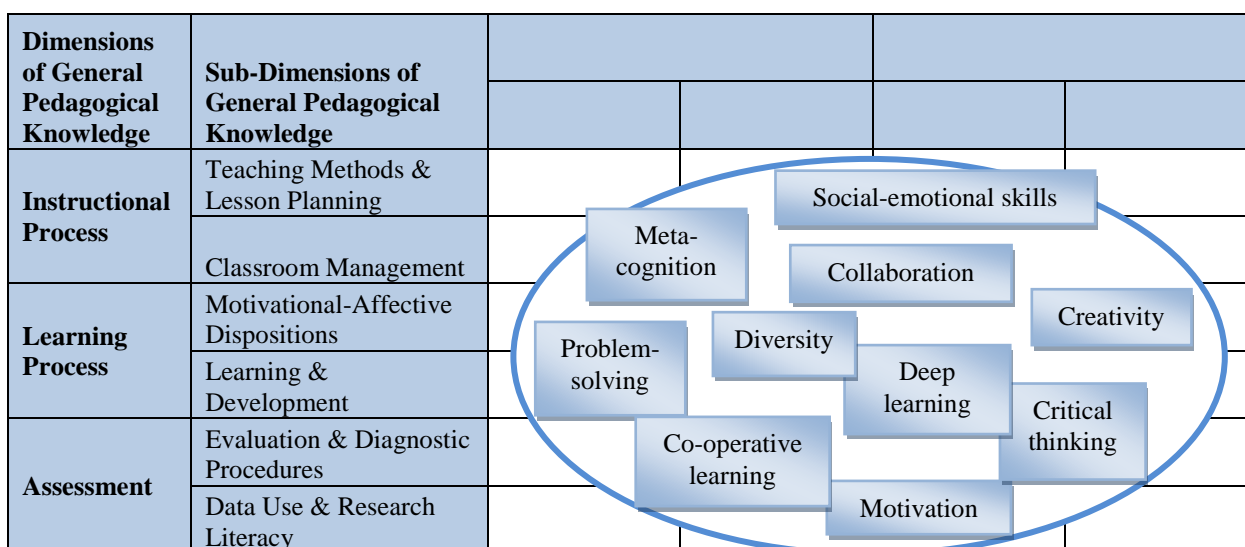 Dimensions
of General
Pedagogical
Knowledge
Sub-Dimensions of
General Pedagogical
Knowledge
Instructional
Process
Teaching Methods &
Lesson Planning
Classroom Management
Learning
Process
Motivational-Affective
Dispositions
Learning &
Development
Assessment
Evaluation & Diagnostic
Procedures
Data Use & Research
Literacy
Social-emotional skills
Meta-
cognition
Collaboration
Creativity
Diversity
Problem-
solving
Deep
learning
Critical
thinking
Co-operative
learning
Motivation